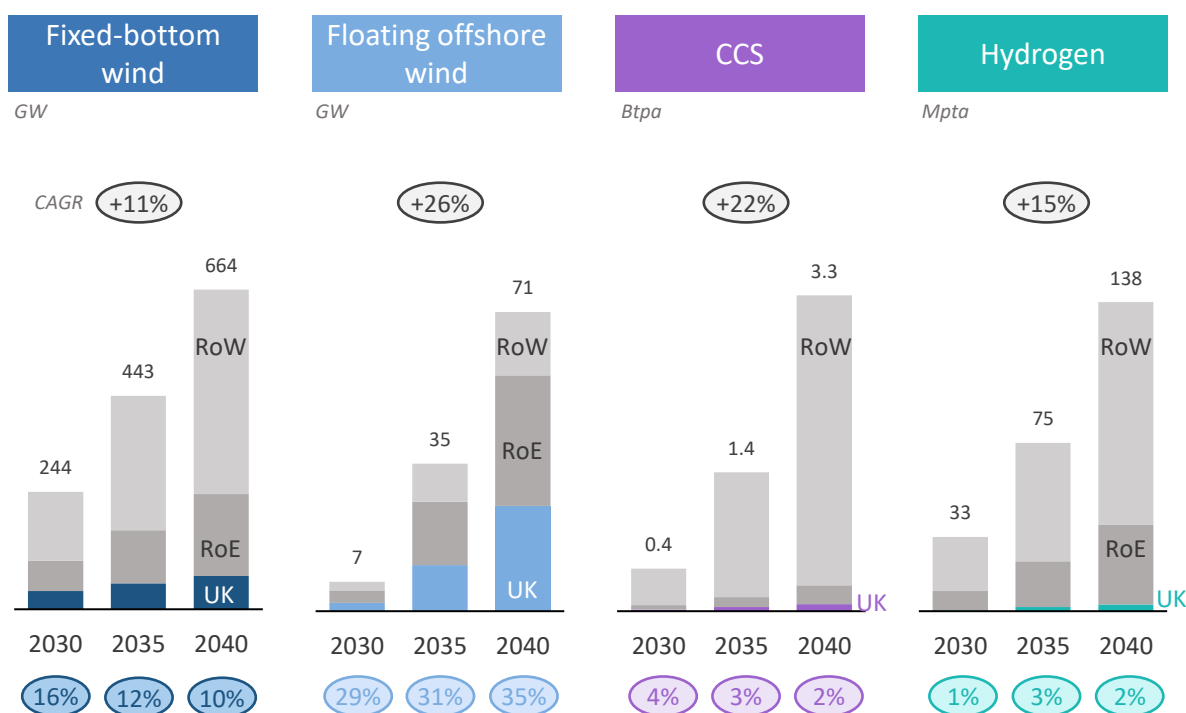 Fixed-bottom
wind
Floating offshore
wind
CCS
Hydrogen
GW
GW
Btpa
Mpta
CAGR
+11%
+26%
+22%
+15%
244
443
664
RoW
RoE
UK
7
35
71
RoW
RoE
UK
0.4
1.4
3.3
RoW
UK
33
75
138
RoW
RoE
UK
2030 2035 2040
2030 2035 2040
2030 2035 2040
2030 2035 2040
16% 12% 10%
29% 31% 35%
4% 3% 2%
1% 3% 2%